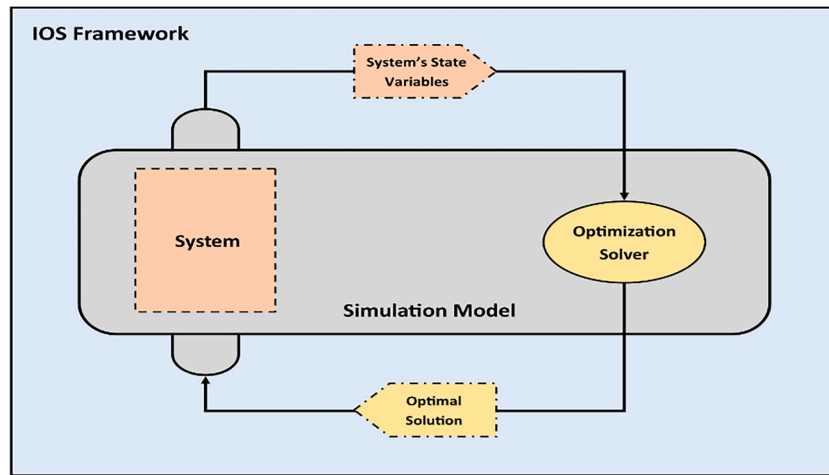 IOS Framework
System's State
Variables
System
Optimization
Solver
Simulation Model
Optimal
Solution